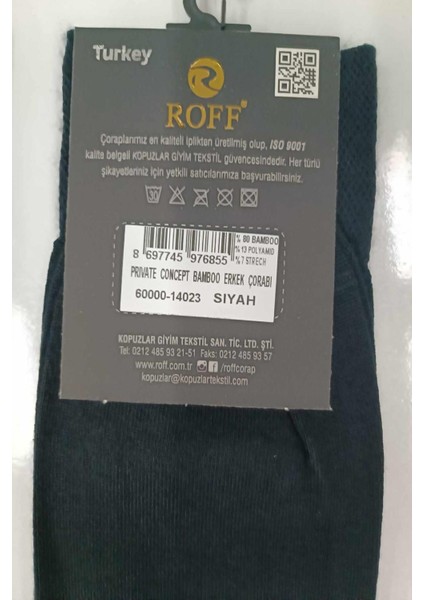 Turkey
ROFF
Çoraplarımız en kaliteli iplikten üretilmiş olup, ISO 9001
kalite belgeli KOPUZLAR GİYİM TEKSTİL güvencesindedir. Her türlü
şikayetleriniz için yetkili satıcılarımıza başvurabilirsiniz.
30
% 80 BAMBOO
% 13 POLYAMID
% 7 STRECH
8 697745 976855
PRIVATE CONCEPT BAMBOO ERKEK ÇORABI
60000-14023 SIYAH
KOPUZLAR GİYİM TEKSTİL SAN. TİC. LTD. ŞTİ.
Tel: 0212 485 93 21-51 Faks: 0212 485 93 57
www.roff.com.tr /roffcorap
kopuzlar@kopuzlartekstil.com